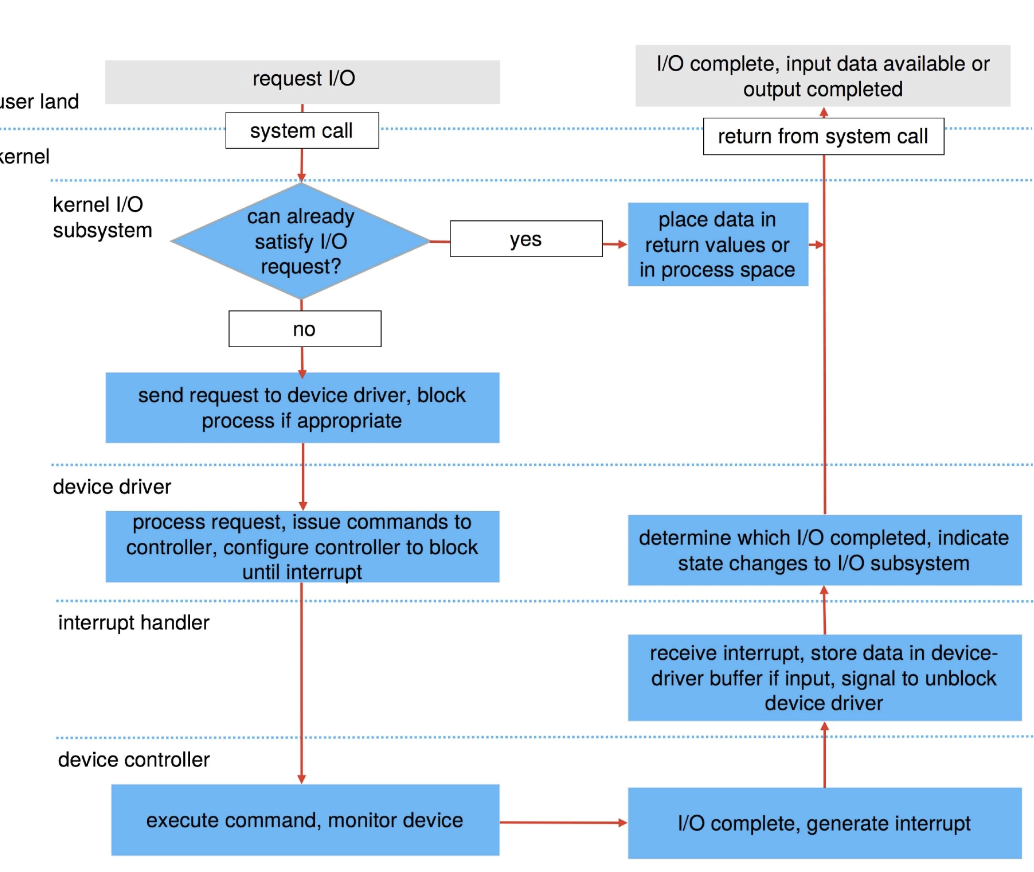 request I/O
I/O complete, input data available or
output completed
user land
system call
return from system call
kernel
kernel I/O
subsystem
can already
satisfy I/O
request?
yes
place data in
return values or
in process space
no
send request to device driver, block
process if appropriate
device driver
process request, issue commands to
controller, configure controller to block
until interrupt
determine which I/O completed, indicate
state changes to I/O subsystem
interrupt handler
receive interrupt, store data in device-
driver buffer if input, signal to unblock
device driver
device controller
execute command, monitor device
I/O complete, generate interrupt